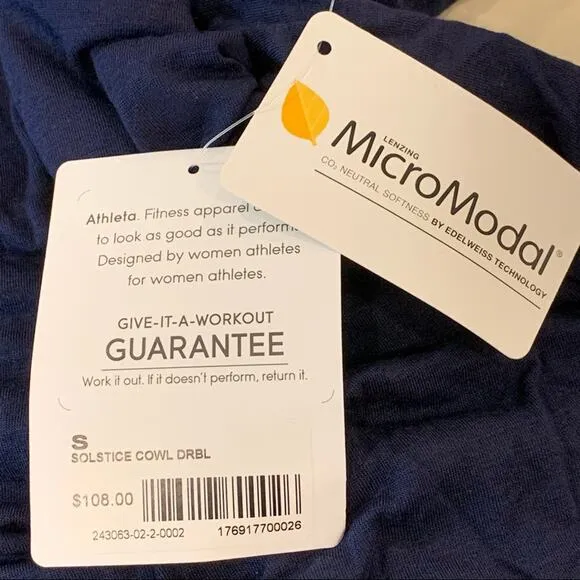 Athleta. Fitness apparel
to look as good as it perform
Designed by women athletes
for women athletes.
GIVE-IT-A-WORKOUT
GUARANTEE
Work it out. If it doesn't perform, return it.
S
SOLSTICE COWL DRBL
$108.00
243063-02-2-0002
176917700026
LENZING
MicroModal®
CO₂ NEUTRAL SOFTNESS BY EDELWEISS TECHNOLOGY